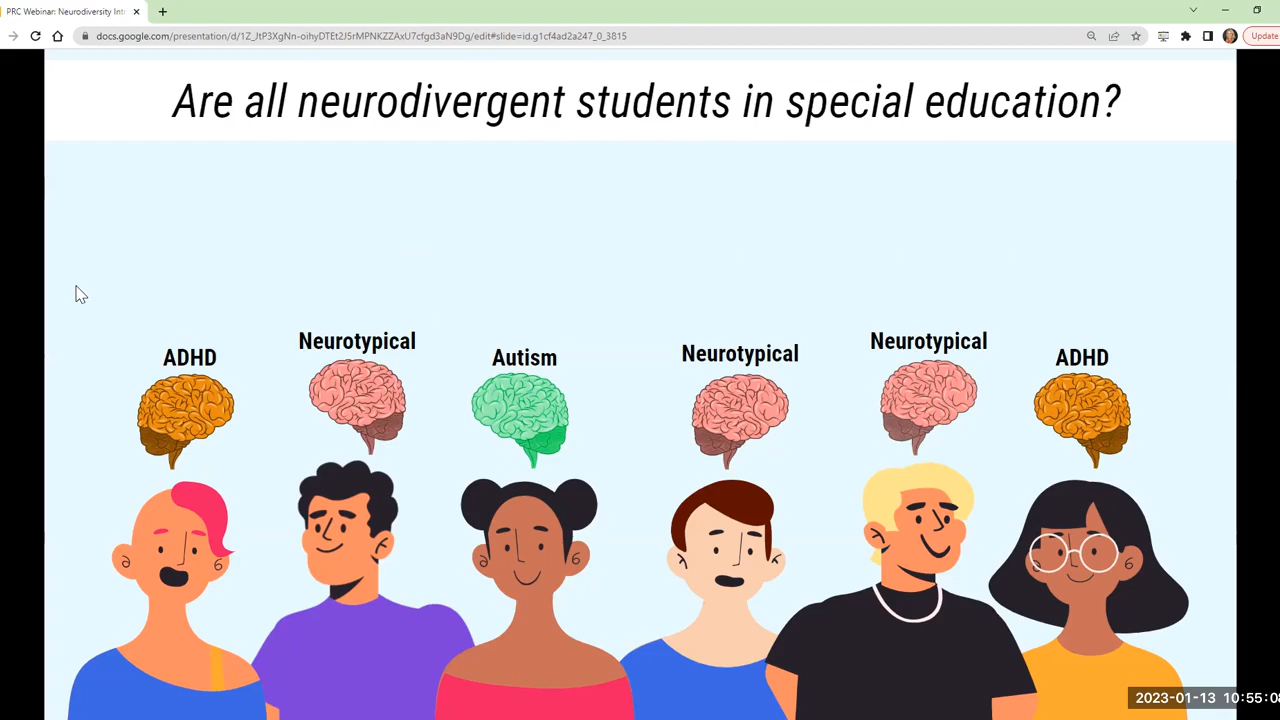 PRC Webinar: Neurodiversity Int
docs.google.com/presentation/d/1Z_JtP3XgNn-oihyDTEt2J5rMPNKZZAxU7cfgd3aN9Dg/edit#slide=id.g1cf4ad2a247_0_3815
Update
Are all neurodivergent students in special education?
ADHD
Neurotypical
Autism
Neurotypical
Neurotypical
ADHD
2023-01-13 10:55:0